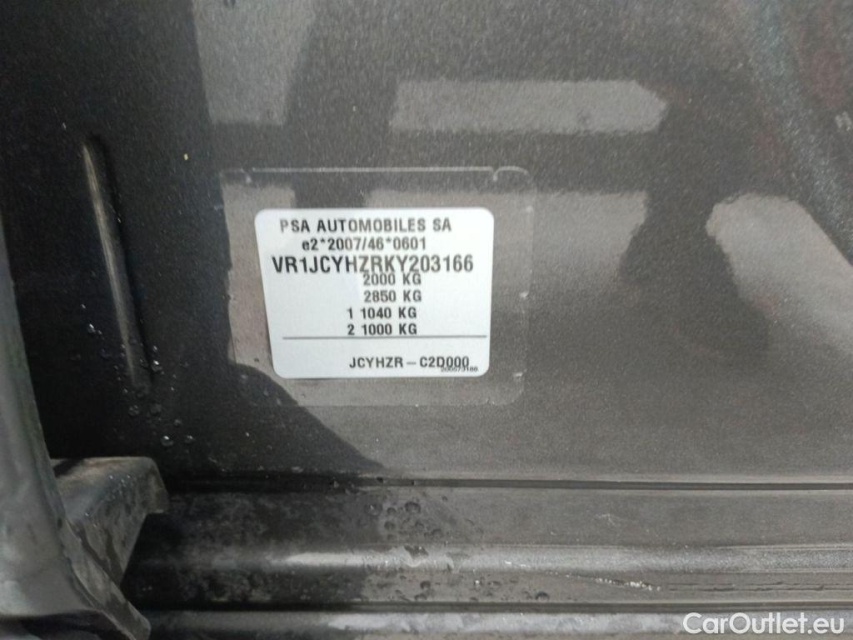 PSA AUTOMOBILES SA
e2*2007/46*0601
VR1JCYHZRKY203166
2000 KG
2850 KG
1 1040 KG
2 1000 KG
JCYHZR – C2D000
CarOutlet.eu